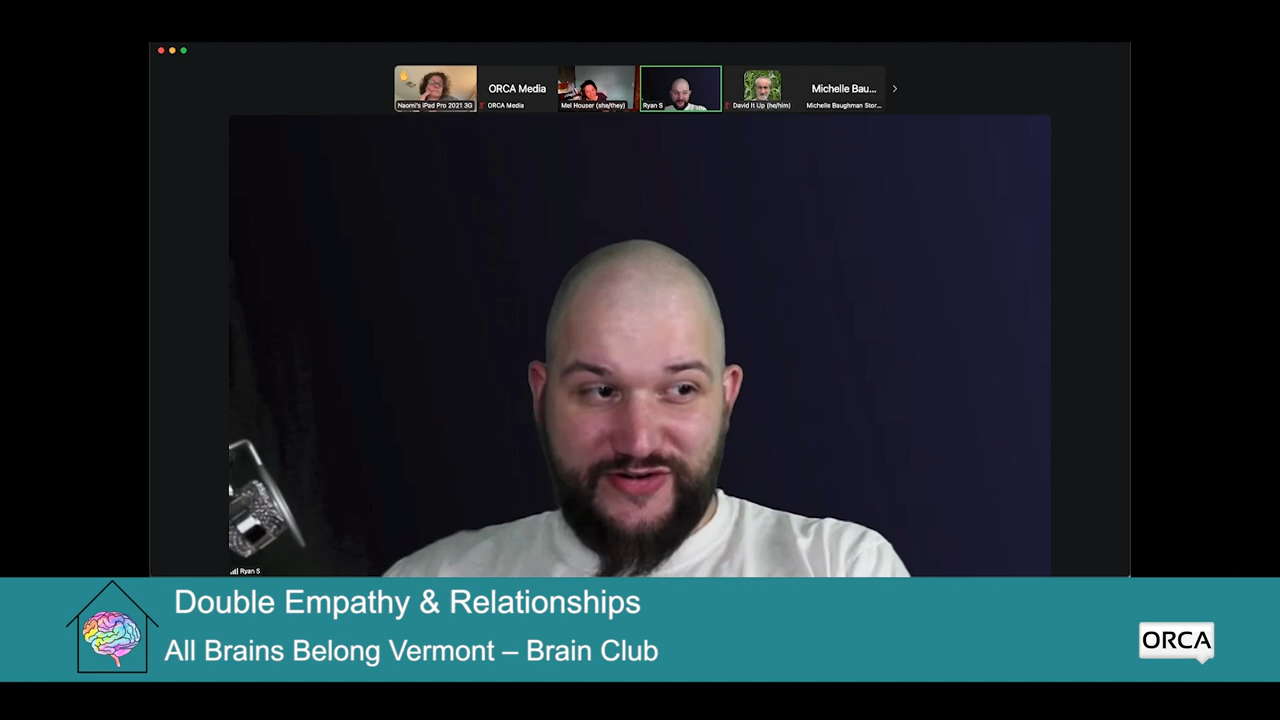 ORCA Media
Michelle Bau...
Naomi's iPad Pro 2021 3G
ORCA Media
Mel Houser (she/they)
Ryan S
David It Up (he/him)
Michelle Baughman Stor...
Ryan S
Double Empathy & Relationships
All Brains Belong Vermont – Brain Club
ORCA